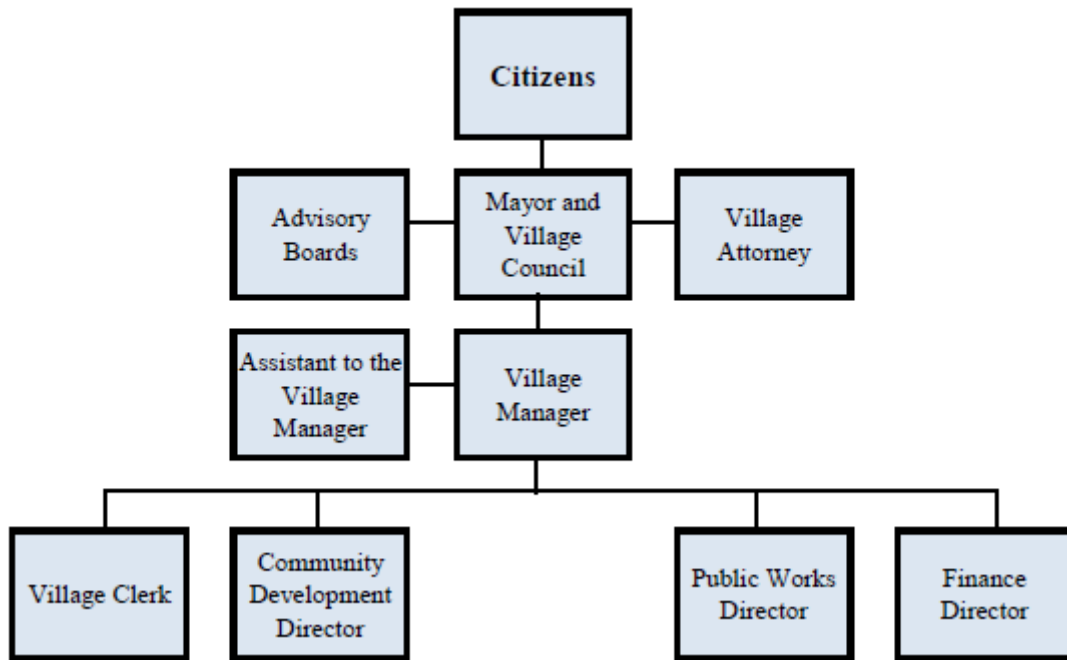 Citizens
Advisory
Boards
Mayor and
Village
Council
Village
Attorney
Assistant to the
Village
Manager
Village
Manager
Village Clerk
Community
Development
Director
Public Works
Director
Finance
Director